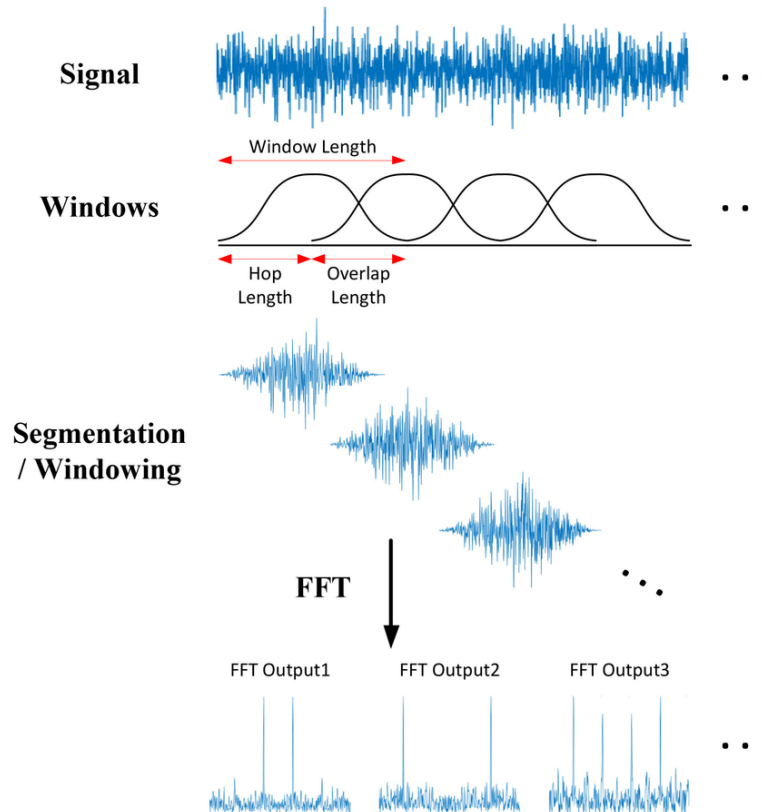 Signal
Window Length
Windows
Hop
Length
Overlap
Length
Segmentation
/ Windowing
FFT
FFT Output1
FFT Output2
FFT Output3